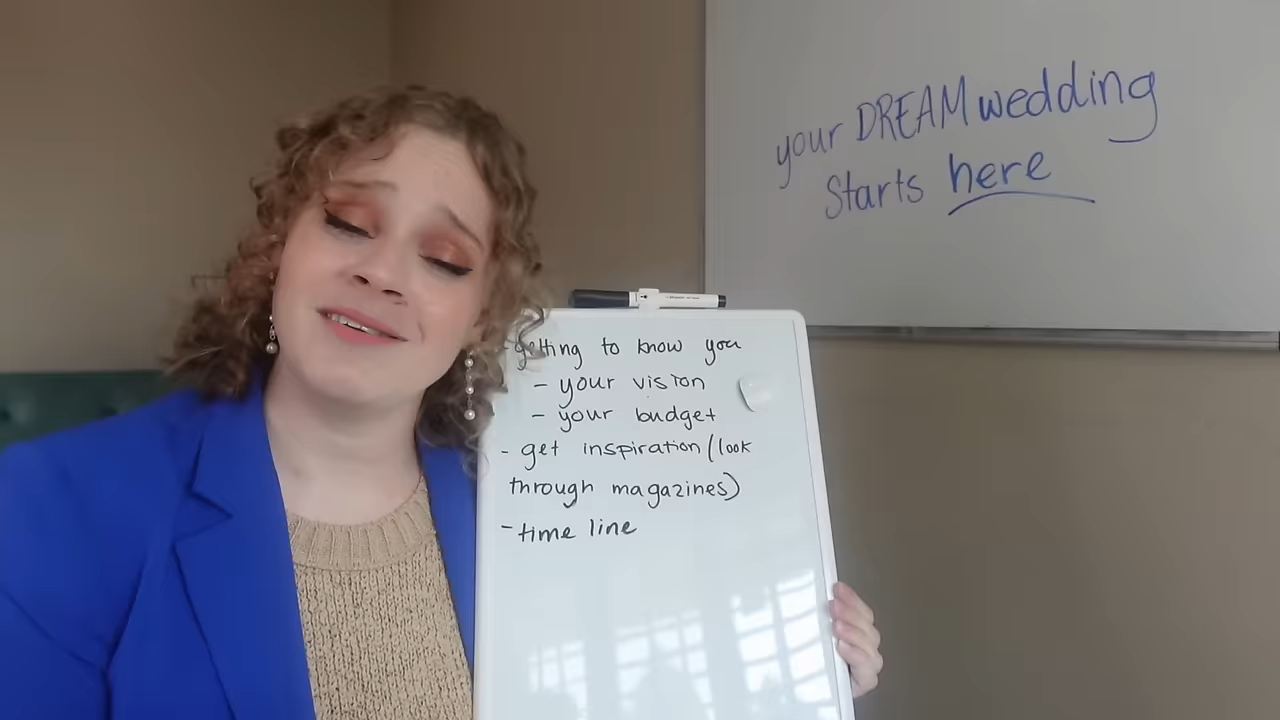 your DREAM wedding
Starts here
- getting to know you
- your vision
- your budget
- get inspiration (look
through magazines)
- time line